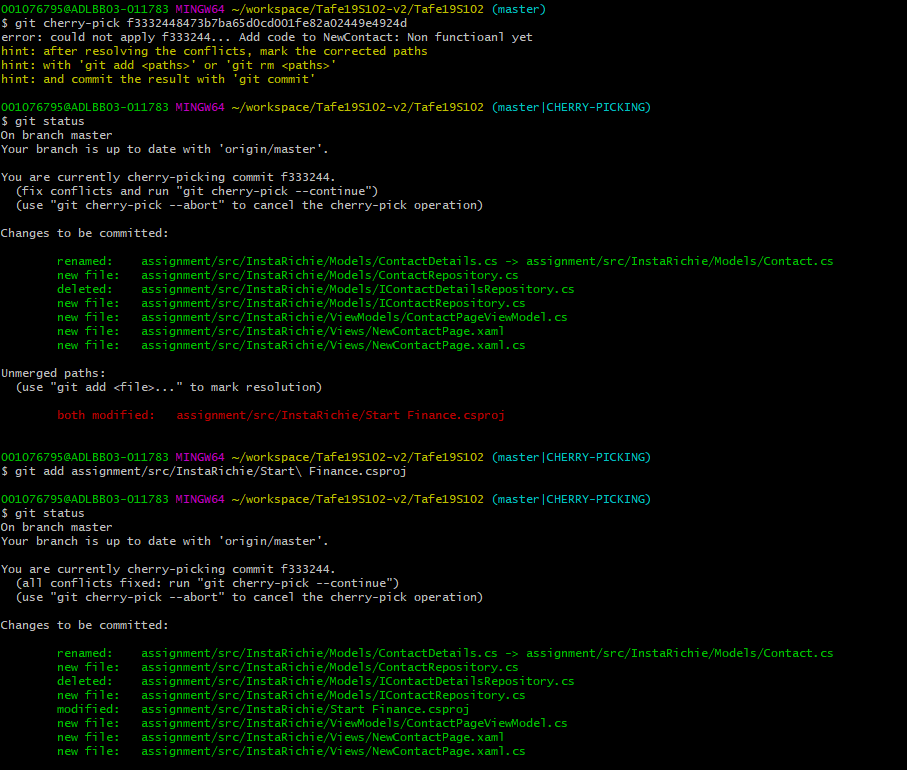 001076795@ADLBB03-011783 MINGW64 ~/workspace/Tafe19S102-v2/Tafe19S102 (master)
$ git cherry-pick f3332448473b7ba65d0cd001fe82a02449e4924d
error: could not apply f333244... Add code to NewContact: Non functioanl yet
hint: after resolving the conflicts, mark the corrected paths
hint: with 'git add <paths>' or 'git rm <paths>'
hint: and commit the result with 'git commit'
001076795@ADLBB03-011783 MINGW64 ~/workspace/Tafe19S102-v2/Tafe19S102 (master|CHERRY-PICKING)
$ git status
On branch master
Your branch is up to date with 'origin/master'.
You are currently cherry-picking commit f333244.
(fix conflicts and run "git cherry-pick --continue")
(use "git cherry-pick --abort" to cancel the cherry-pick operation)
Changes to be committed:
renamed: assignment/src/InstaRichie/Models/ContactDetails.cs -> assignment/src/InstaRichie/Models/Contact.cs
new file: assignment/src/InstaRichie/Models/ContactRepository.cs
deleted: assignment/src/InstaRichie/Models/IContactDetailsRepository.cs
new file: assignment/src/InstaRichie/Models/IContactRepository.cs
new file: assignment/src/InstaRichie/ViewModels/ContactPageViewModel.cs
new file: assignment/src/InstaRichie/Views/NewContactPage.xaml
new file: assignment/src/InstaRichie/Views/NewContactPage.xaml.cs
Unmerged paths:
(use "git add <file>..." to mark resolution)
both modified: assignment/src/InstaRichie/Start Finance.csproj
001076795@ADLBB03-011783 MINGW64 ~/workspace/Tafe19S102-v2/Tafe19S102 (master|CHERRY-PICKING)
$ git add assignment/src/InstaRichie/Start\ Finance.csproj
001076795@ADLBB03-011783 MINGW64 ~/workspace/Tafe19S102-v2/Tafe19S102 (master|CHERRY-PICKING)
$ git status
On branch master
Your branch is up to date with 'origin/master'.
You are currently cherry-picking commit f333244.
(all conflicts fixed: run "git cherry-pick --continue")
(use "git cherry-pick --abort" to cancel the cherry-pick operation)
Changes to be committed:
renamed: assignment/src/InstaRichie/Models/ContactDetails.cs -> assignment/src/InstaRichie/Models/Contact.cs
new file: assignment/src/InstaRichie/Models/ContactRepository.cs
deleted: assignment/src/InstaRichie/Models/IContactDetailsRepository.cs
new file: assignment/src/InstaRichie/Models/IContactRepository.cs
modified: assignment/src/InstaRichie/Start Finance.csproj
new file: assignment/src/InstaRichie/ViewModels/ContactPageViewModel.cs
new file: assignment/src/InstaRichie/Views/NewContactPage.xaml
new file: assignment/src/InstaRichie/Views/NewContactPage.xaml.cs